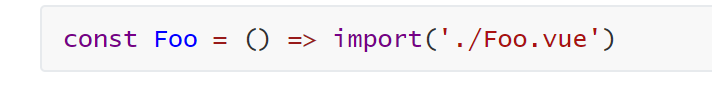 const Foo = () => import('./Foo.vue')